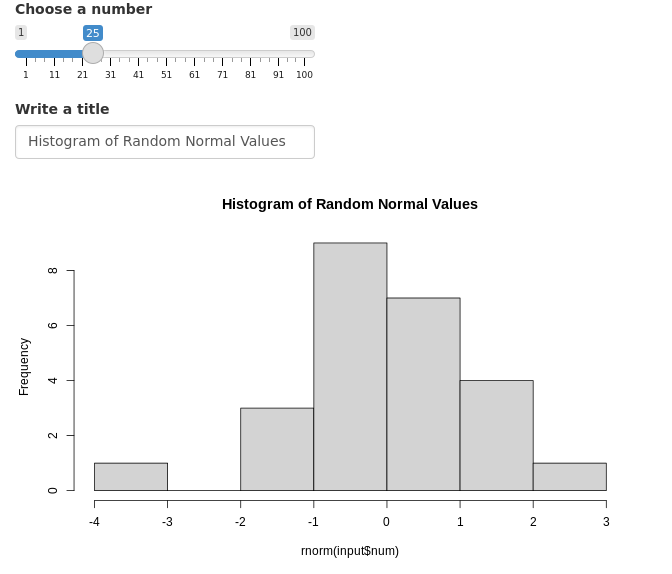 Choose a number
1 25 100
1 11 21 31 41 51 61 71 81 91 100
Write a title
Histogram of Random Normal Values
Histogram of Random Normal Values
Frequency
8
6
4
2
0
-4 -3 -2 -1 0 1 2 3
rnorm(input$num)